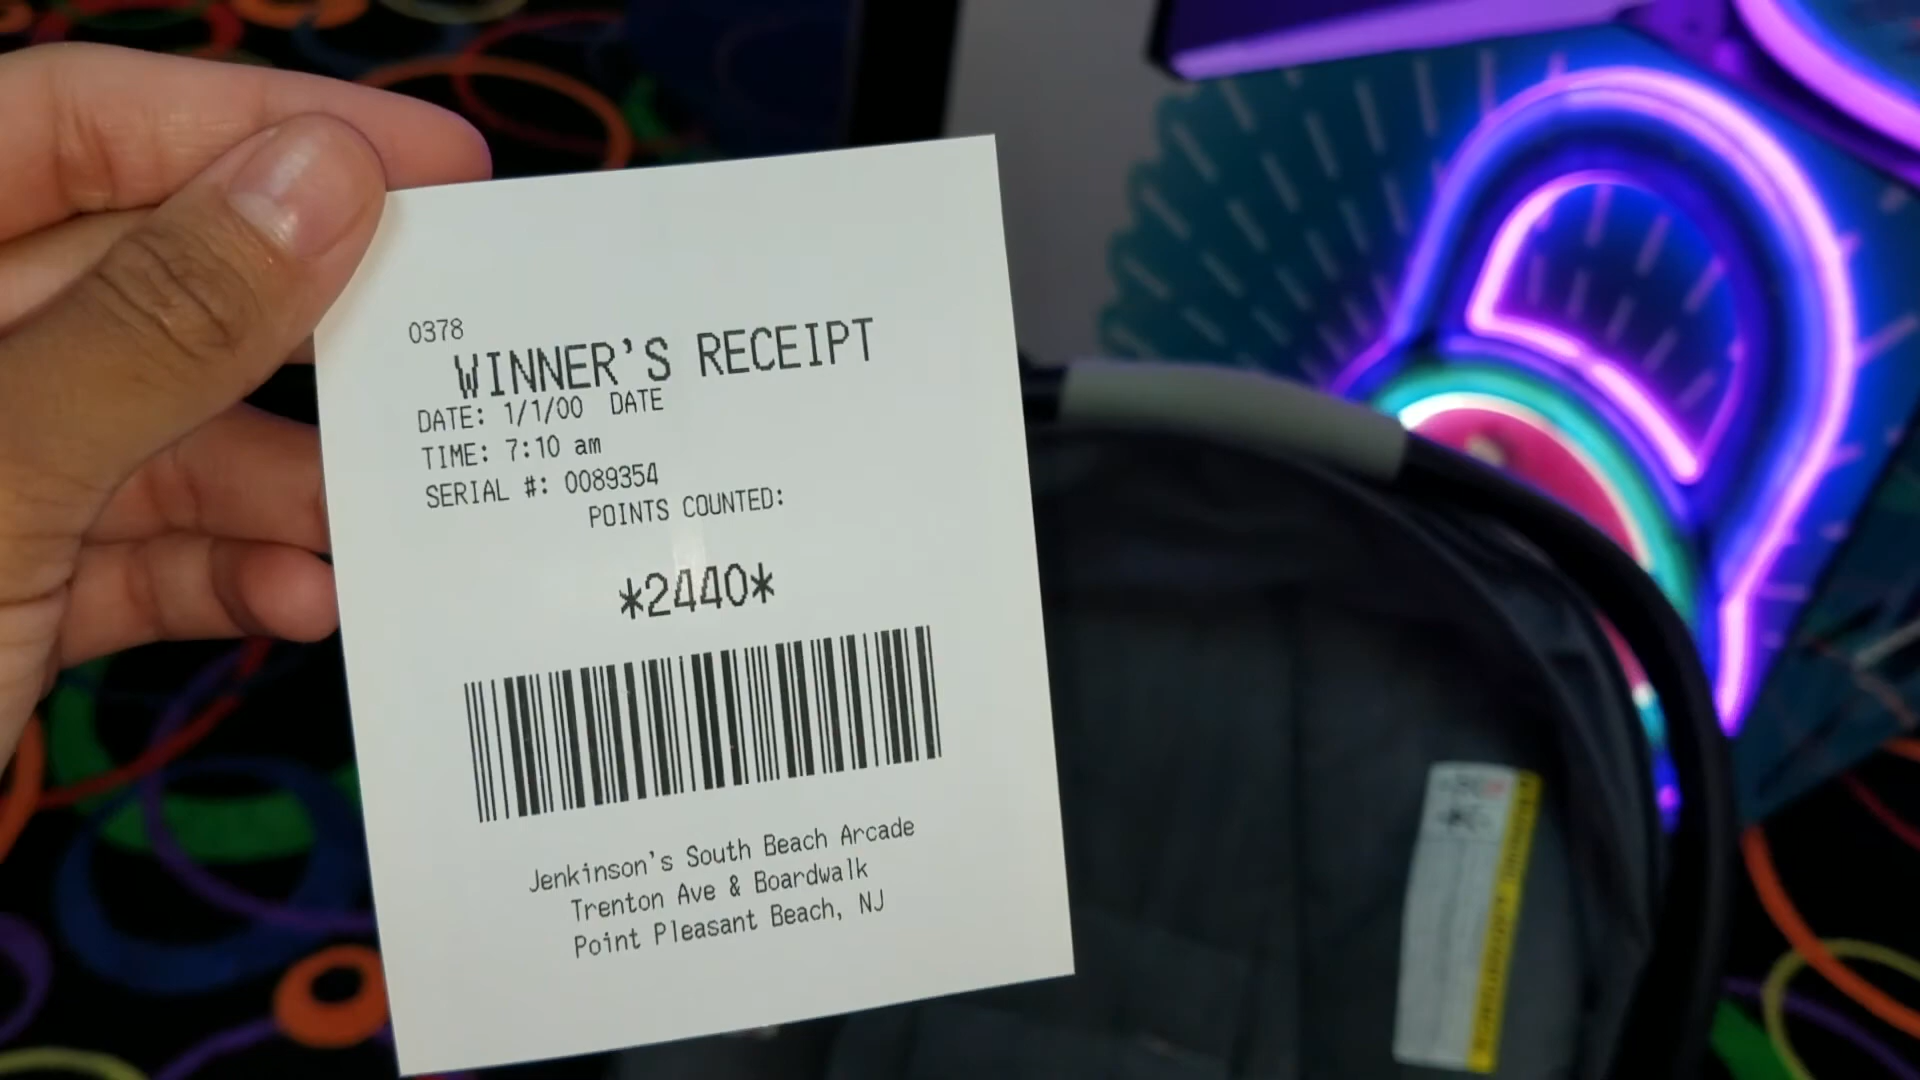 0378
WINNER'S RECEIPT
DATE: 1/1/00 DATE
TIME: 7:10 am
SERIAL #: 0089354
POINTS COUNTED:
*2440*
Jenkinson's South Beach Arcade
Trenton Ave & Boardwalk
Point Pleasant Beach, NJ